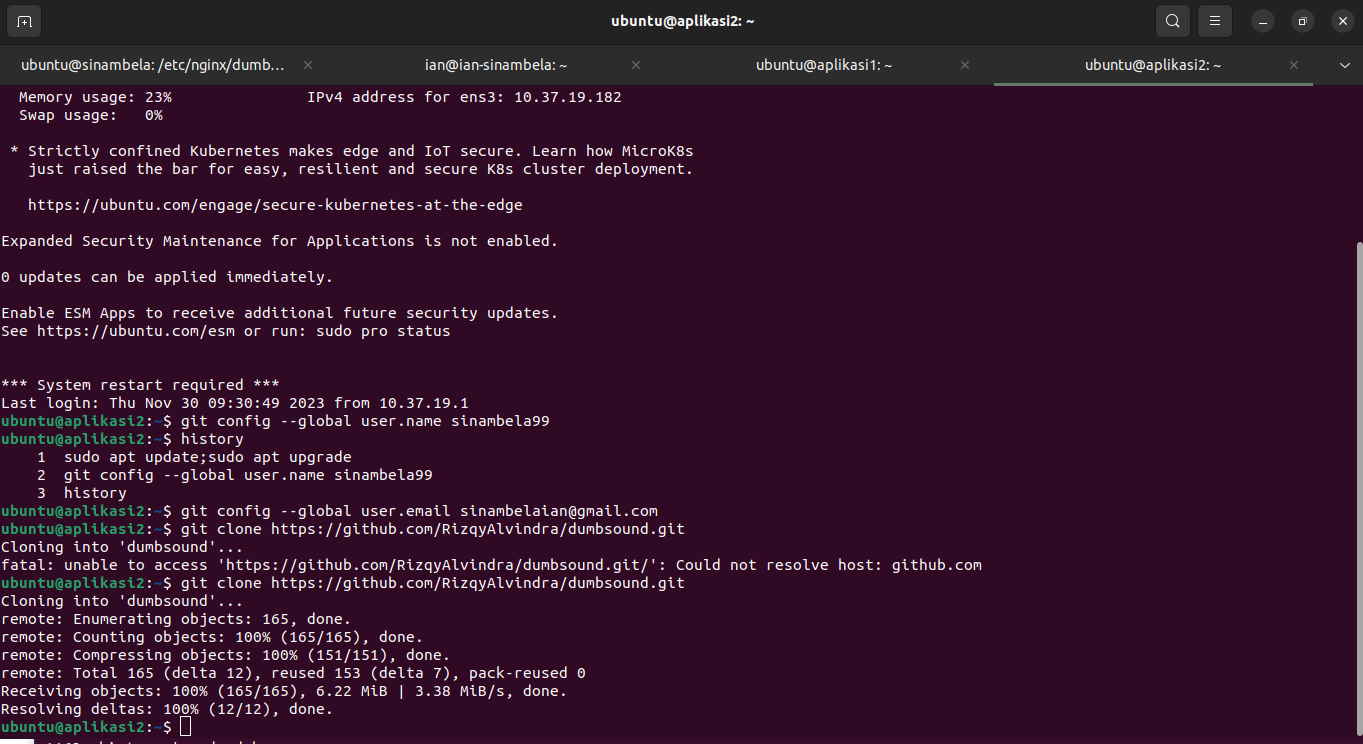 ubuntu@aplikasi2: ~
ubuntu@sinambela: /etc/nginx/dumb...
ian@ian-sinambela: ~
ubuntu@aplikasi1: ~
ubuntu@aplikasi2: ~
  Memory usage: 23%               IPv4 address for ens3: 10.37.19.182
  Swap usage:   0%
 * Strictly confined Kubernetes makes edge and IoT secure. Learn how MicroK8s
   just raised the bar for easy, resilient and secure K8s cluster deployment.
   https://ubuntu.com/engage/secure-kubernetes-at-the-edge
Expanded Security Maintenance for Applications is not enabled.
0 updates can be applied immediately.
Enable ESM Apps to receive additional future security updates.
See https://ubuntu.com/esm or run: sudo pro status
*** System restart required ***
Last login: Thu Nov 30 09:30:49 2023 from 10.37.19.1
ubuntu@aplikasi2:~$ git config --global user.name sinambela99
ubuntu@aplikasi2:~$ history
    1  sudo apt update;sudo apt upgrade
    2  git config --global user.name sinambela99
    3  history
ubuntu@aplikasi2:~$ git config --global user.email sinambelaian@gmail.com
ubuntu@aplikasi2:~$ git clone https://github.com/RizqyAlvindra/dumbsound.git
Cloning into 'dumbsound'...
fatal: unable to access 'https://github.com/RizqyAlvindra/dumbsound.git/': Could not resolve host: github.com
ubuntu@aplikasi2:~$ git clone https://github.com/RizqyAlvindra/dumbsound.git
Cloning into 'dumbsound'...
remote: Enumerating objects: 165, done.
remote: Counting objects: 100% (165/165), done.
remote: Compressing objects: 100% (151/151), done.
remote: Total 165 (delta 12), reused 153 (delta 7), pack-reused 0
Receiving objects: 100% (165/165), 6.22 MiB | 3.38 MiB/s, done.
Resolving deltas: 100% (12/12), done.
ubuntu@aplikasi2:~$